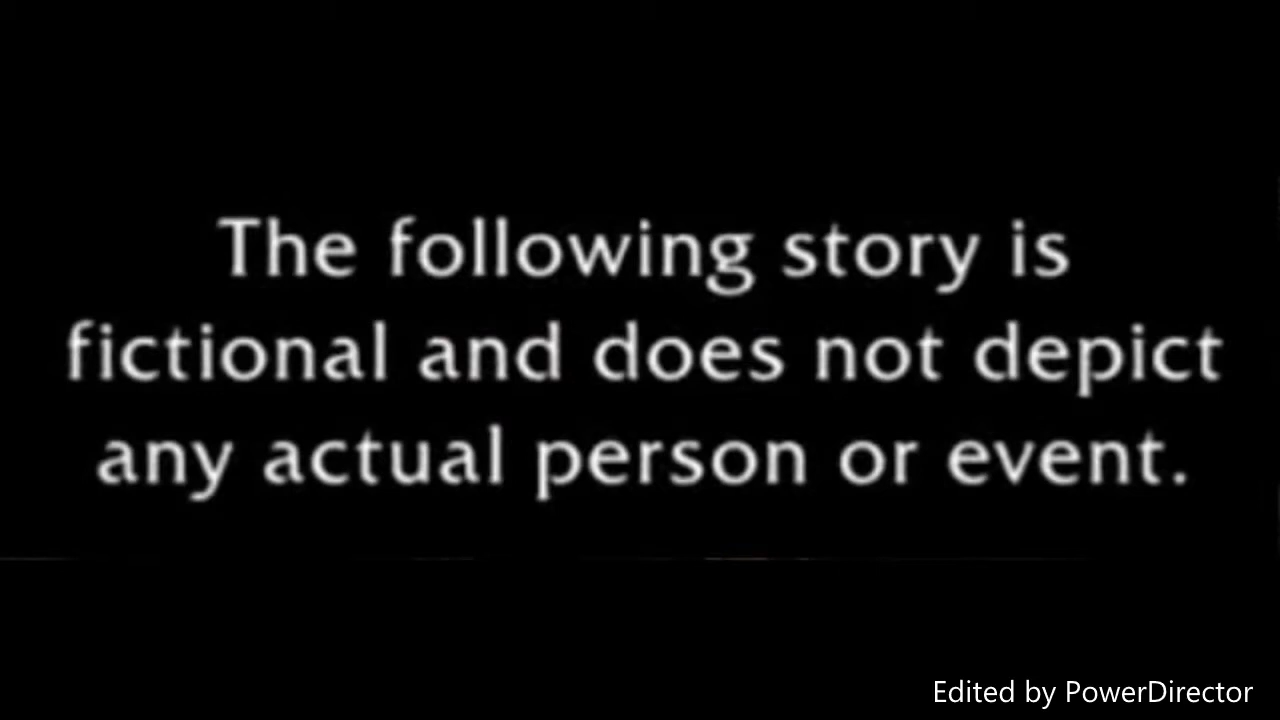 The following story is
fictional and does not depict
any actual person or event.
Edited by PowerDirector